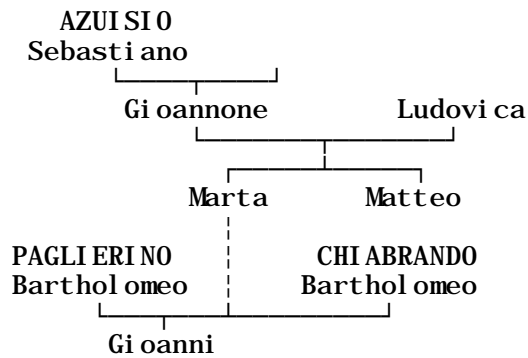 AZUISIO
Sebastiano
Gioannone Ludovica
Marta Matteo
PAGLIERINO CHIABRANDO
Bartholomeo Bartholomeo
Gioanni